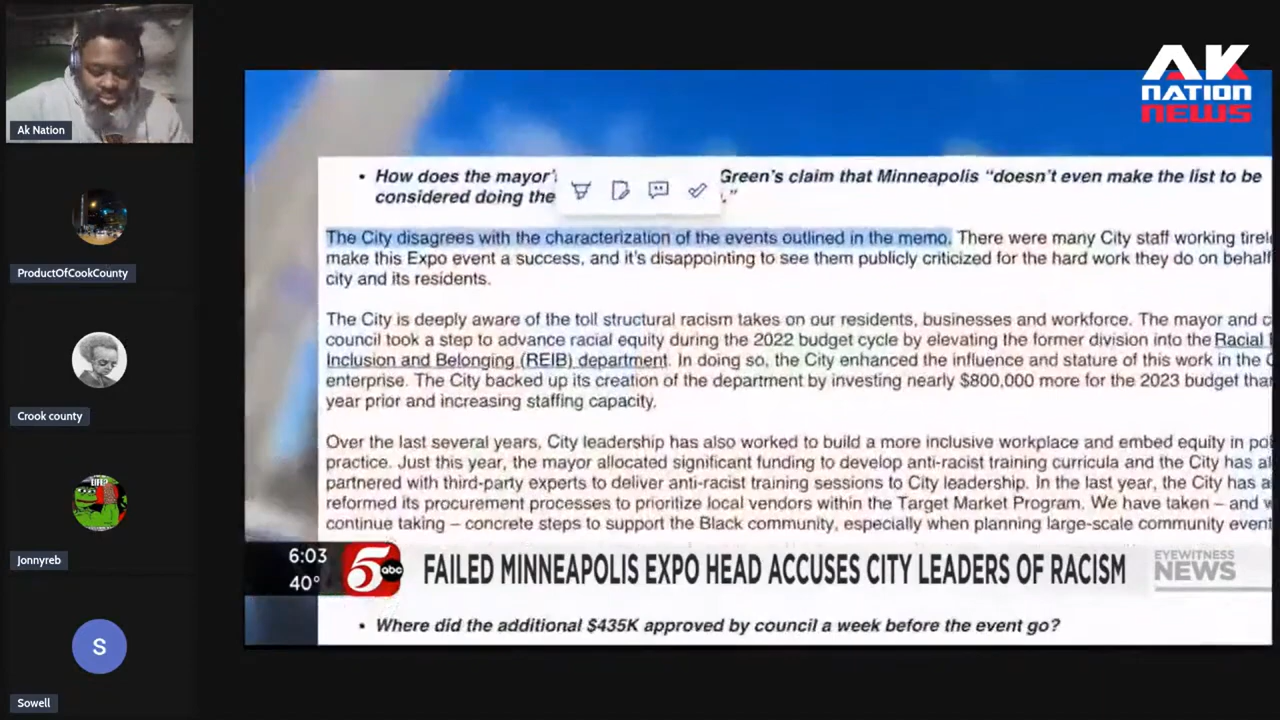 Ak Nation
ProductOfCookCounty
Crook county
LIFE?
Jonnyreb
S
Sowell
AK
NATION
NEWS
• How does the mayor' Green's claim that Minneapolis “doesn't even make the list to be
considered doing the .”
The City disagrees with the characterization of the events outlined in the memo. There were many City staff working
make this Expo event a success, and it's disappointing to see them publicly criticized for the hard work they do on behalf
city and its residents.
The City is deeply aware of the toll structural racism takes on our residents, businesses and workforce. The mayor and
council took a step to advance racial equity during the 2022 budget cycle by elevating the former division into the Racial
Inclusion and Belonging (REIB) department. In doing so, the City enhanced the influence and stature of this work in the
enterprise. The City backed up its creation of the department by investing nearly $800,000 more for the 2023 budget
year prior and increasing staffing capacity.
Over the last several years, City leadership has also worked to build a more inclusive workplace and embed equity in
practice. Just this year, the mayor allocated significant funding to develop anti-racist training curricula and the City has
partnered with third-party experts to deliver anti-racist training sessions to City leadership. In the last year, the City has
reformed its procurement processes to prioritize local vendors within the Target Market Program. We have taken – and
continue taking – concrete steps to support the Black community, especially when planning large-scale community
6:03
40°
5 abc
FAILED MINNEAPOLIS EXPO HEAD ACCUSES CITY LEADERS OF RACISM
EYEWITNESS
NEWS
• Where did the additional $435K approved by council a week before the event go?